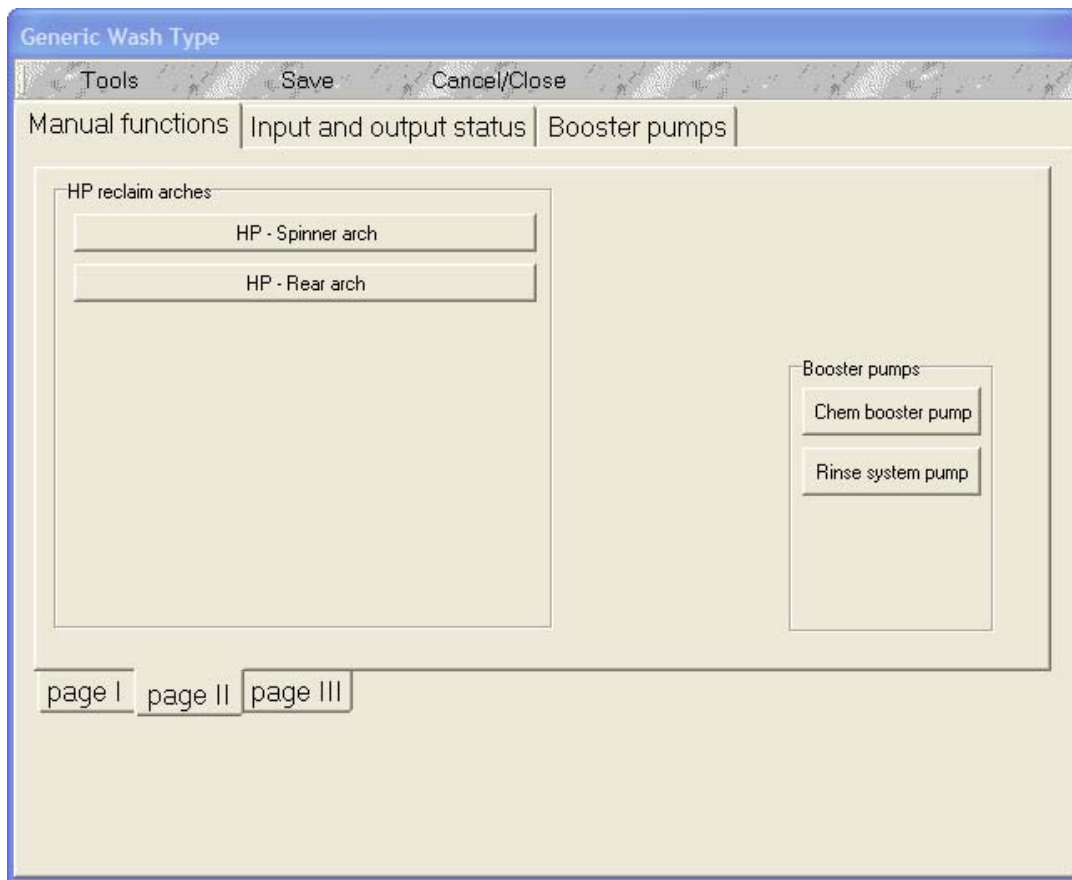 Generic Wash Type
Tools Save Cancel/Close
Manual functions Input and output status Booster pumps
HP reclaim arches
HP - Spinner arch
HP - Rear arch
Booster pumps
Chem booster pump
Rinse system pump
page I page II page III